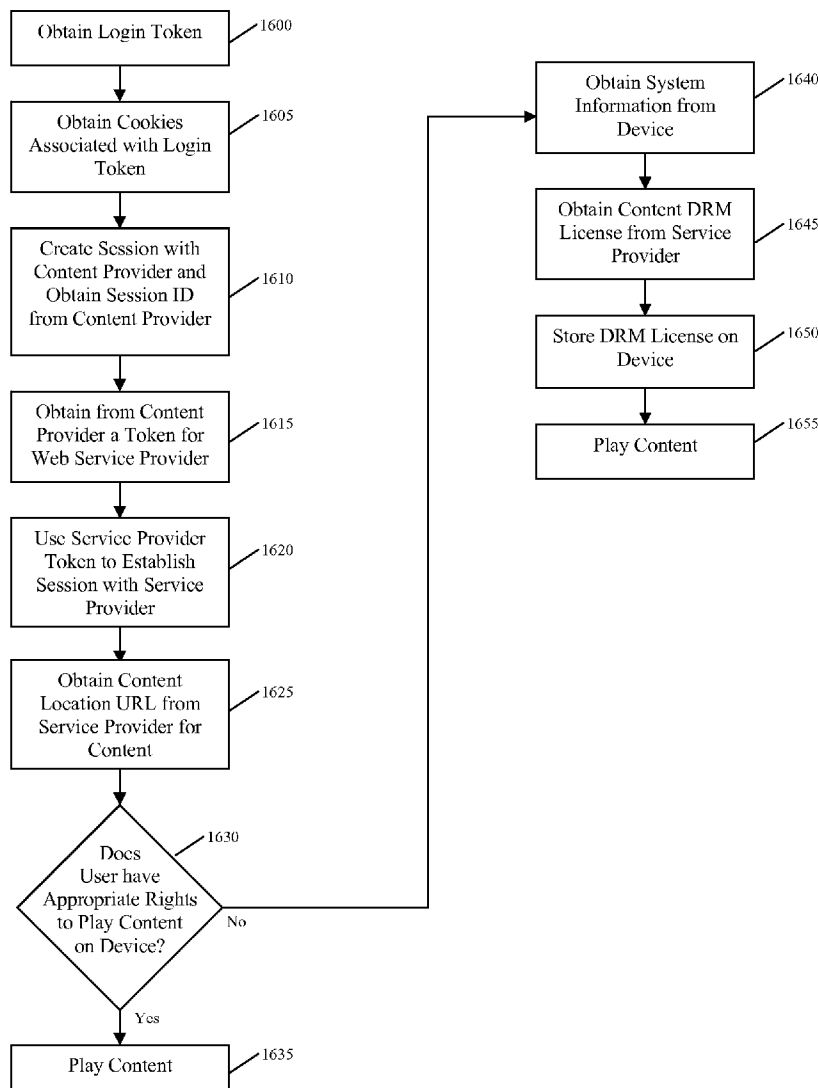 Obtain Login Token
1600
Obtain Cookies
Associated with Login
Token
1605
Create Session with
Content Provider and
Obtain Session ID
from Content Provider
1610
Obtain from Content
Provider a Token for
Web Service Provider
1615
Use Service Provider
Token to Establish
Session with Service
Provider
1620
Obtain Content
Location URL from
Service Provider for
Content
1625
Does
User have
Appropriate Rights
to Play Content
on Device?
1630
No
Yes
Play Content
1635
Obtain System
Information from
Device
1640
Obtain Content DRM
License from Service
Provider
1645
Store DRM License on
Device
1650
Play Content
1655